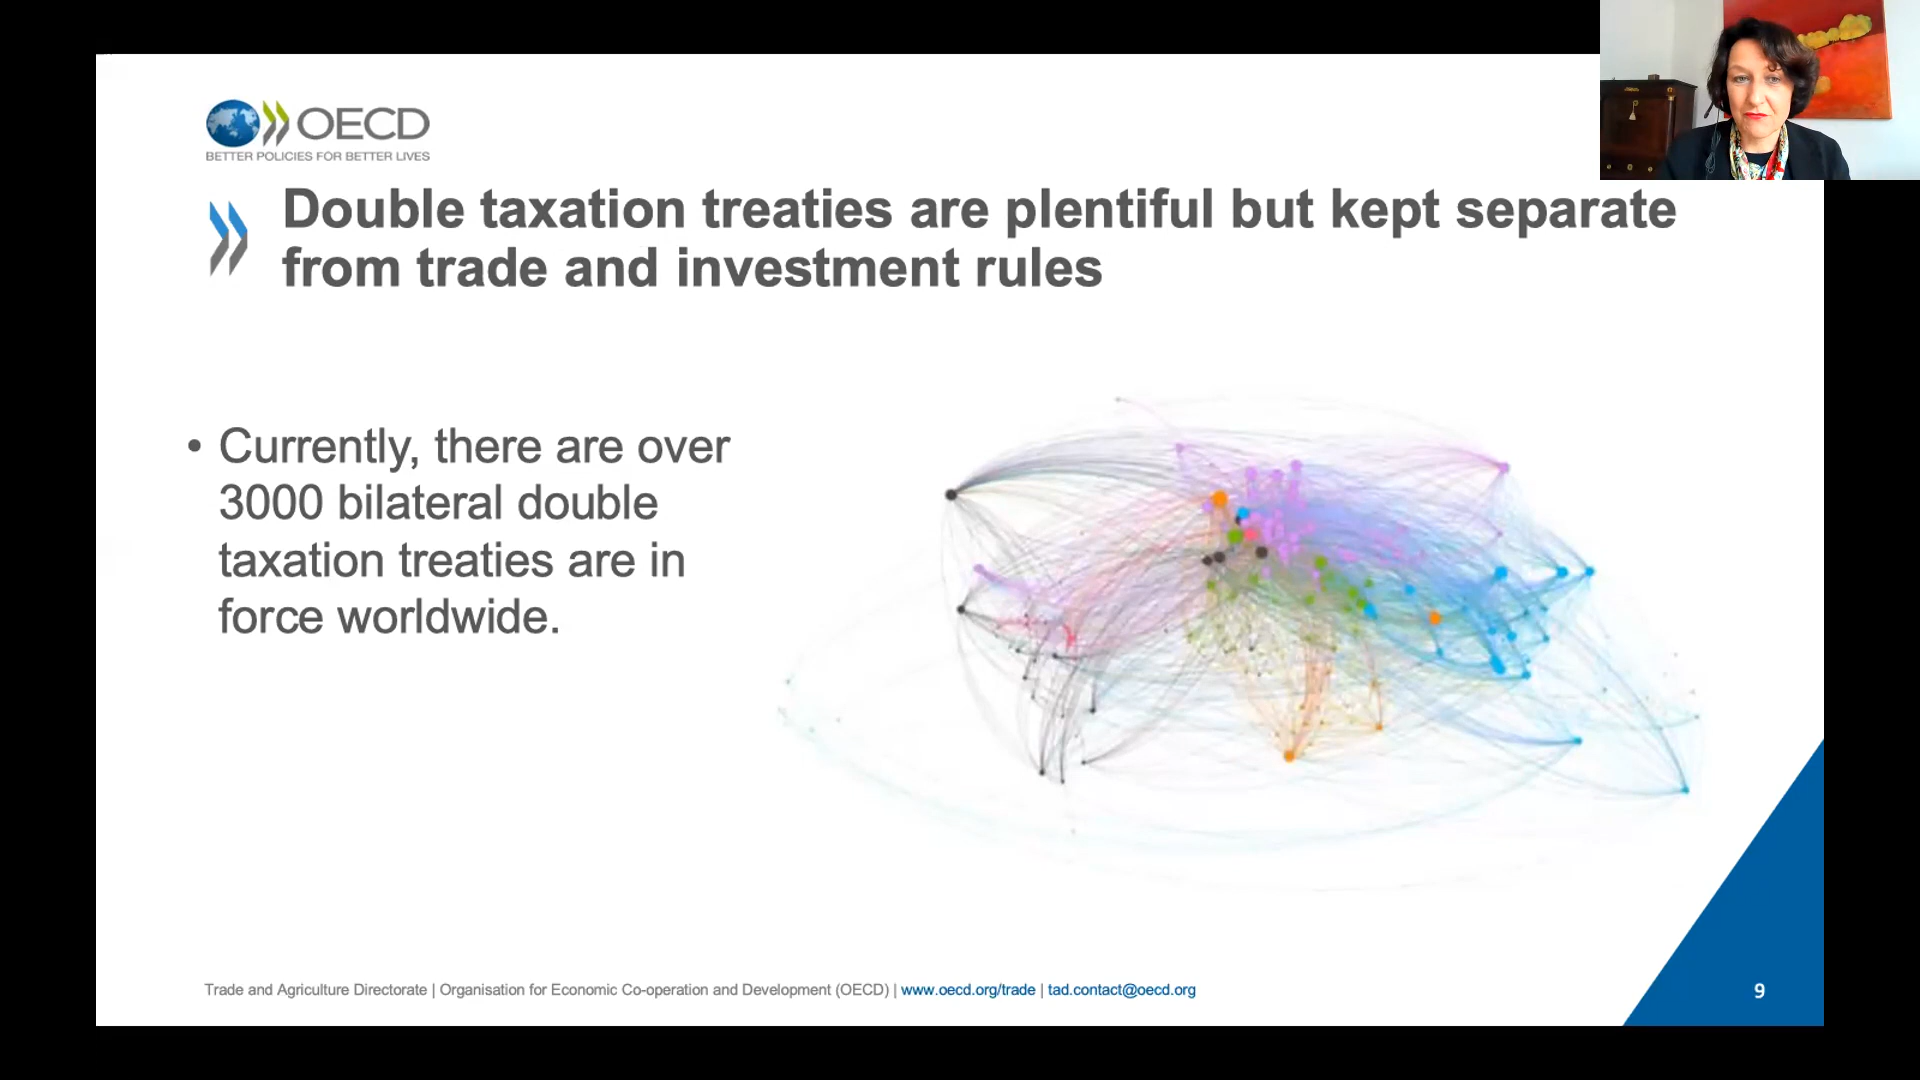 OECD
BETTER POLICIES FOR BETTER LIVES
Double taxation treaties are plentiful but kept separate
from trade and investment rules
• Currently, there are over
3000 bilateral double
taxation treaties are in
force worldwide.
Trade and Agriculture Directorate | Organisation for Economic Co-operation and Development (OECD) | www.oecd.org/trade | tad.contact@oecd.org
9